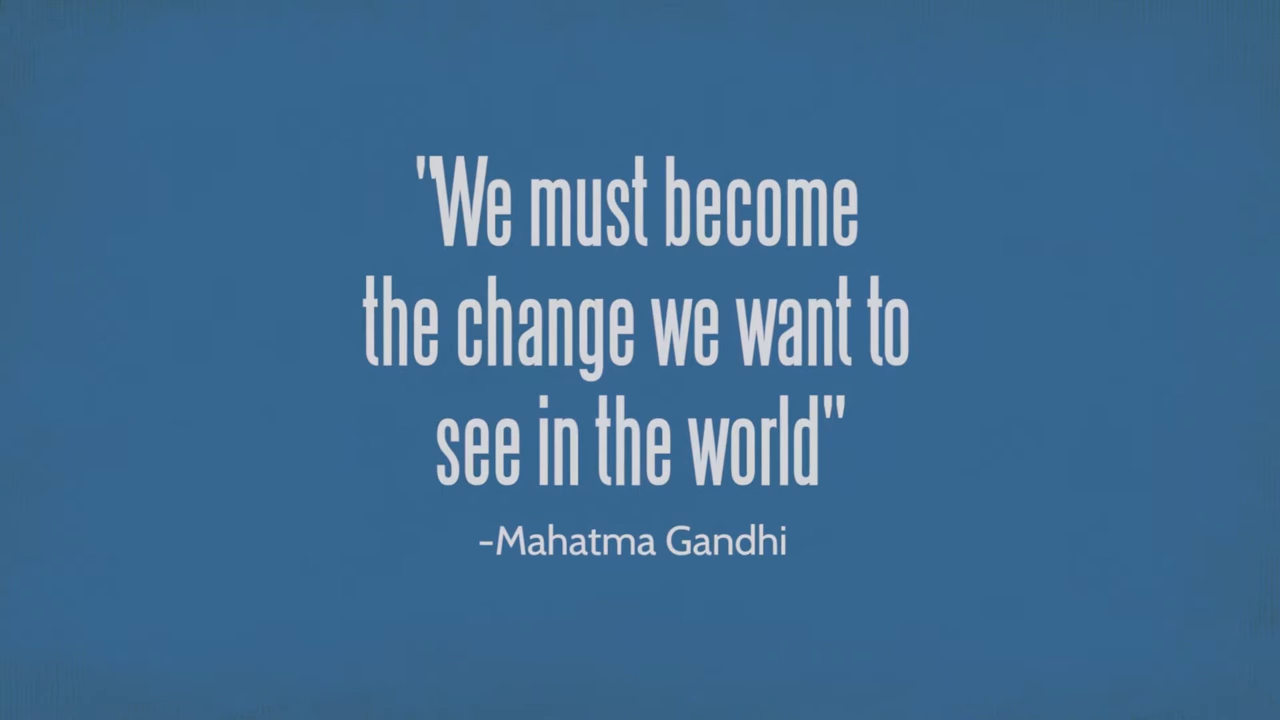 "We must become
the change we want to
see in the world"
-Mahatma Gandhi